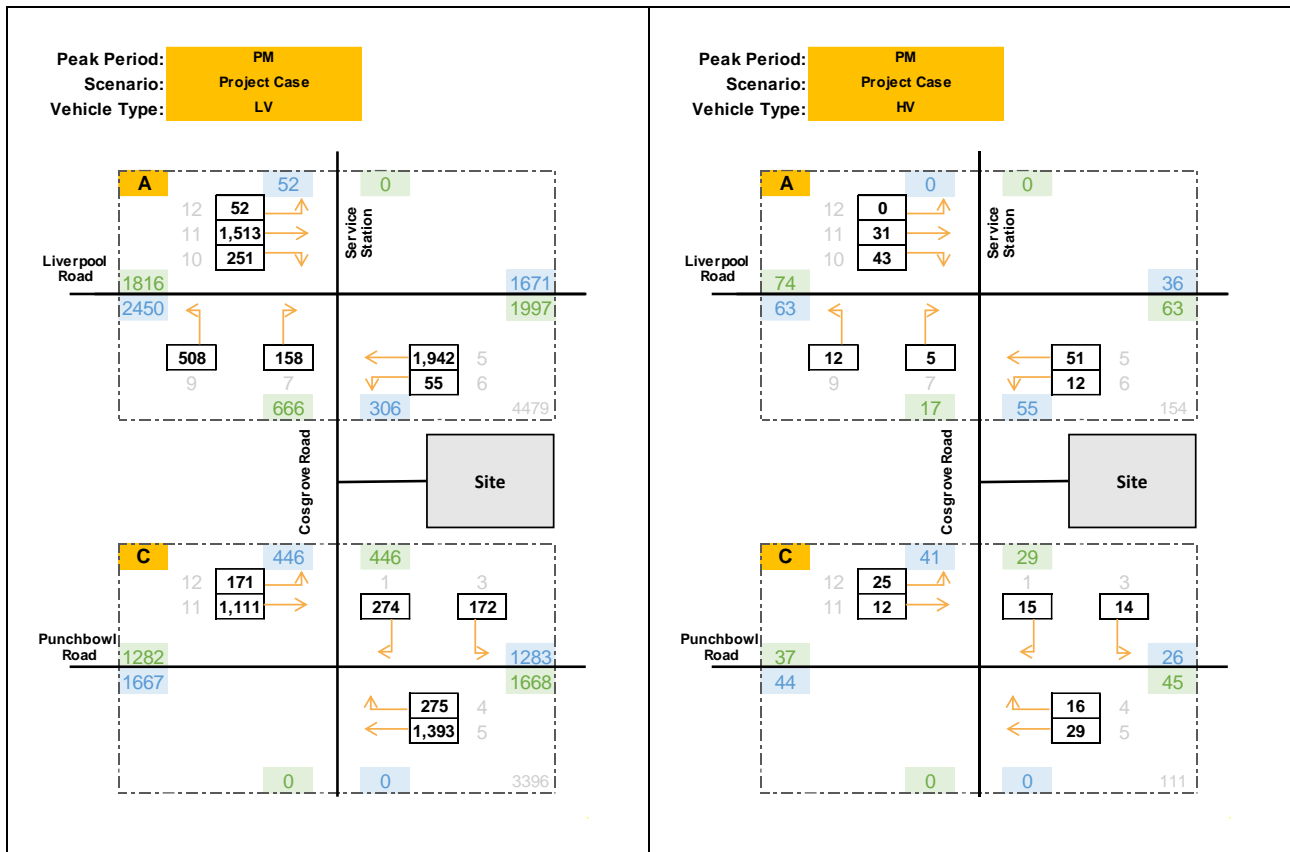 Peak Period: PM
Scenario: Project Case
Vehicle Type: LV
A
52
0
12 52
11 1,513
10 251
Service
Station
Liverpool
Road
1816
1671
2450
1997
508
158
1,942 5
55 6
9
7
666
306
4479
Cosgrove Road
Site
C
446
446
12 171
11 1,111
1
3
274
172
Punchbowl
Road
1282
1283
1667
1668
275 4
1,393 5
0
0
3396
Peak Period: PM
Scenario: Project Case
Vehicle Type: HV
A
0
0
12 0
11 31
10 43
Service
Station
Liverpool
Road
74
36
63
63
12
5
51 5
12 6
9
7
17
55
154
Cosgrove Road
Site
C
41
29
12 25
11 12
1
3
15
14
Punchbowl
Road
37
26
44
45
16 4
29 5
0
0
111